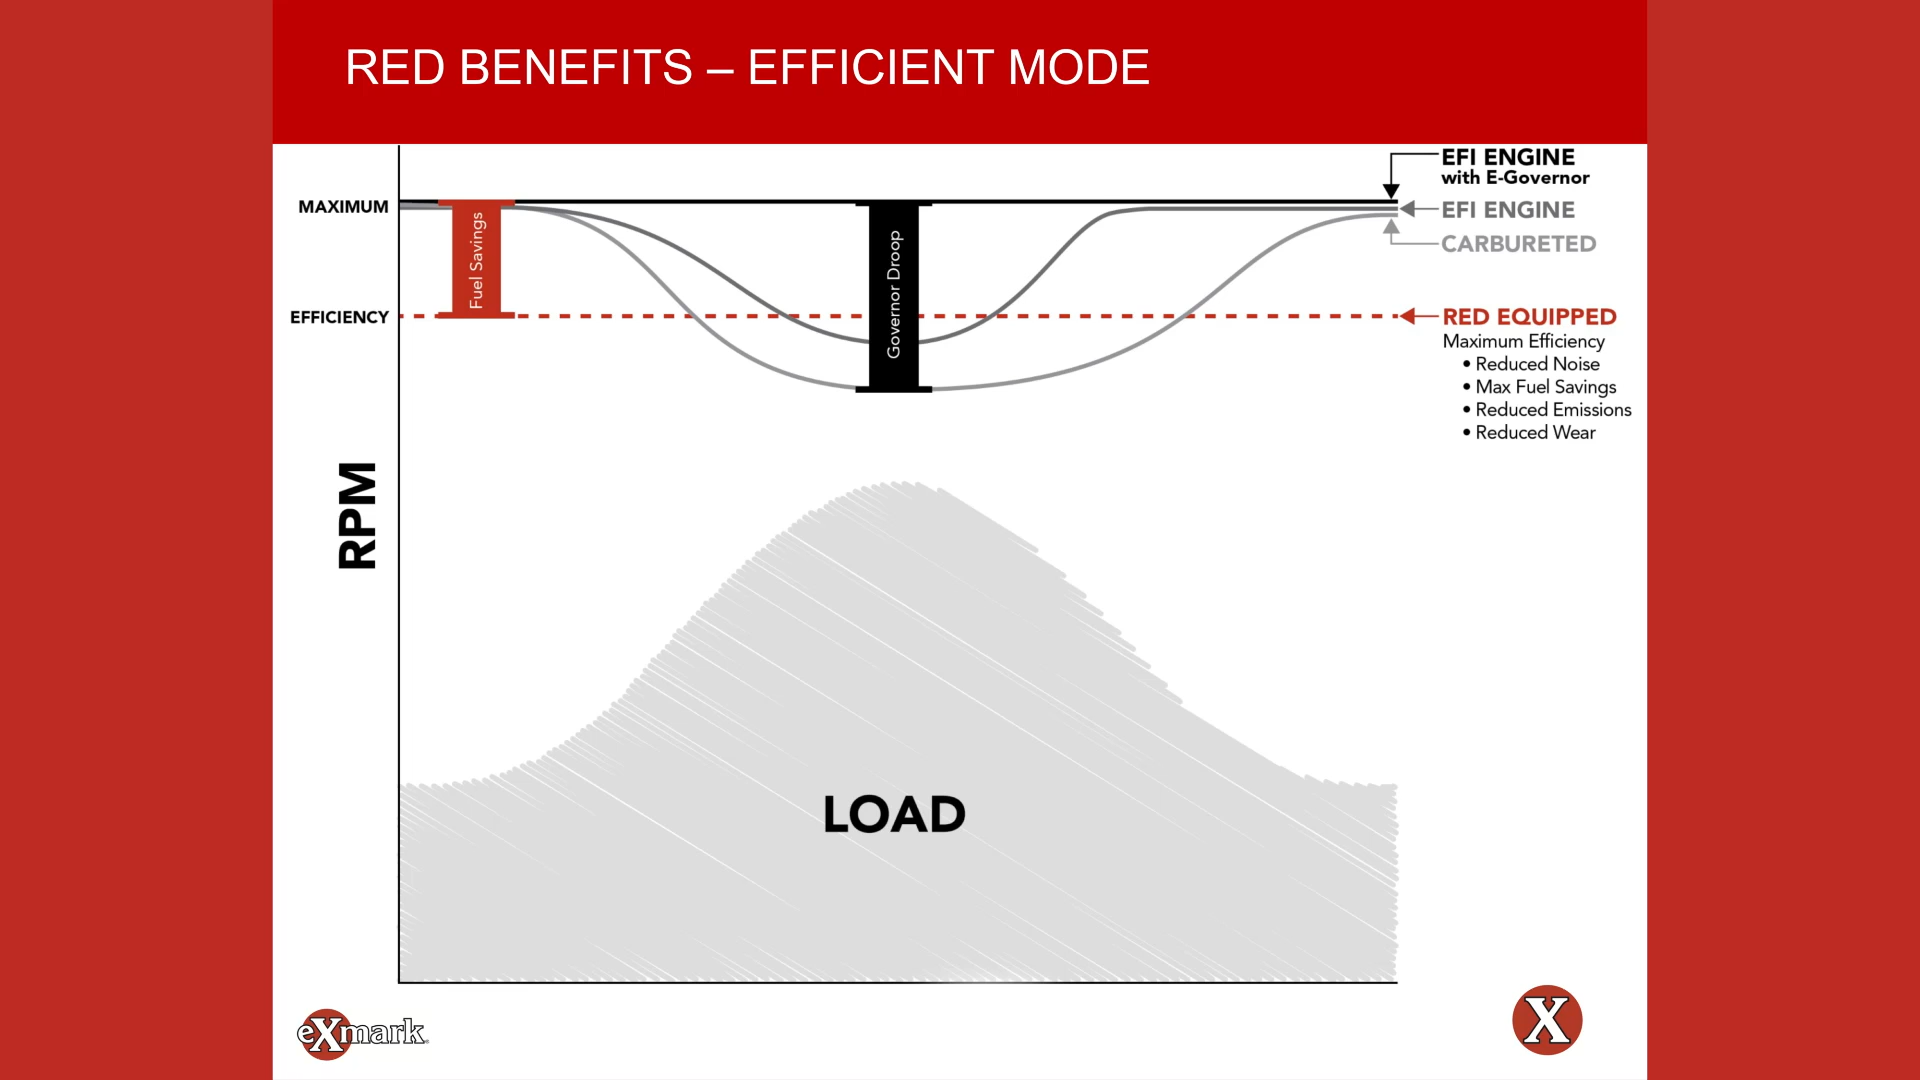 RED BENEFITS – EFFICIENT MODE
EFI ENGINE
with E-Governor
MAXIMUM
EFI ENGINE
CARBURETED
Fuel Savings
Governor Droop
EFFICIENCY
RED EQUIPPED
Maximum Efficiency
• Reduced Noise
• Max Fuel Savings
• Reduced Emissions
• Reduced Wear
RPM
LOAD
eXmark
X